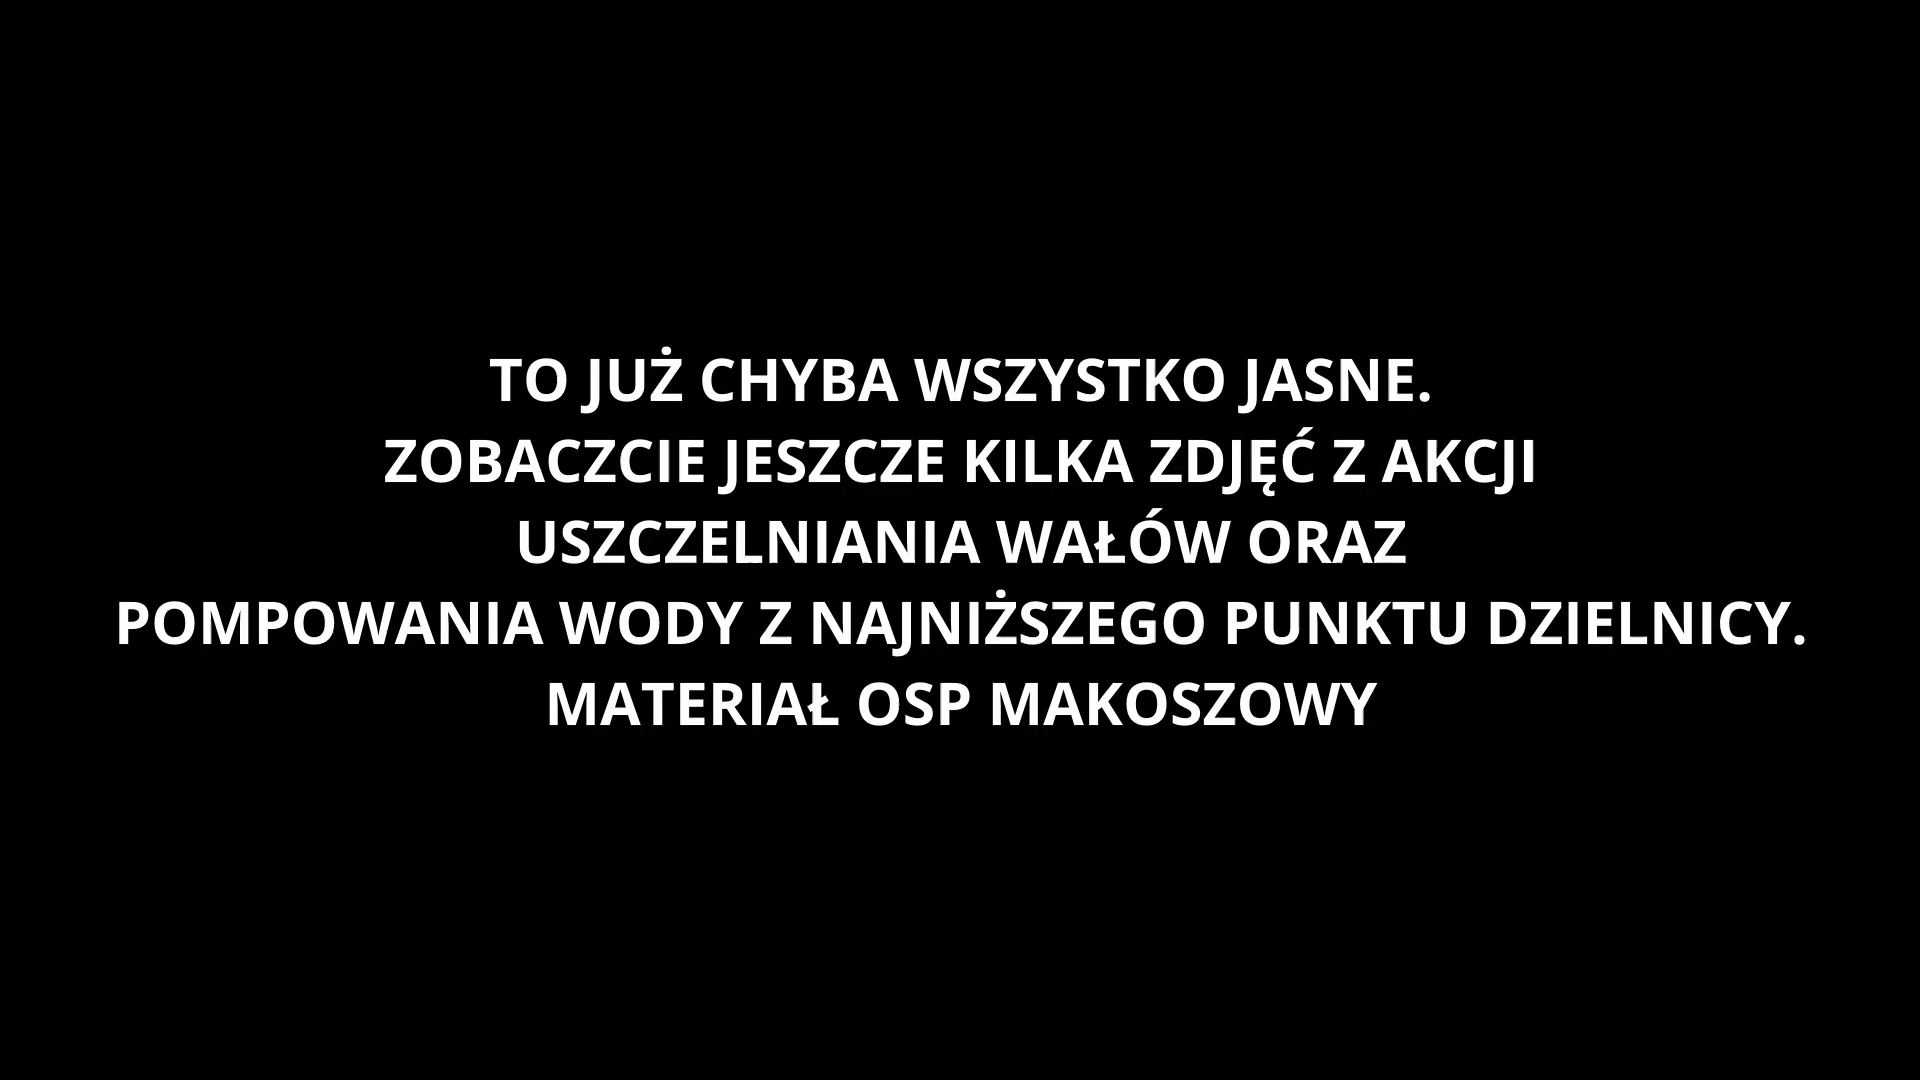 TO JUŻ CHYBA WSZYSTKO JASNE.
ZOBACZCIE JESZCZE KILKA ZDJĘĆ Z AKCJI
USZCZELNIANIA WAŁÓW ORAZ
POMPOWANIA WODY Z NAJNIŻSZEGO PUNKTU DZIELNICY.
MATERIAŁ OSP MAKOSZOWY